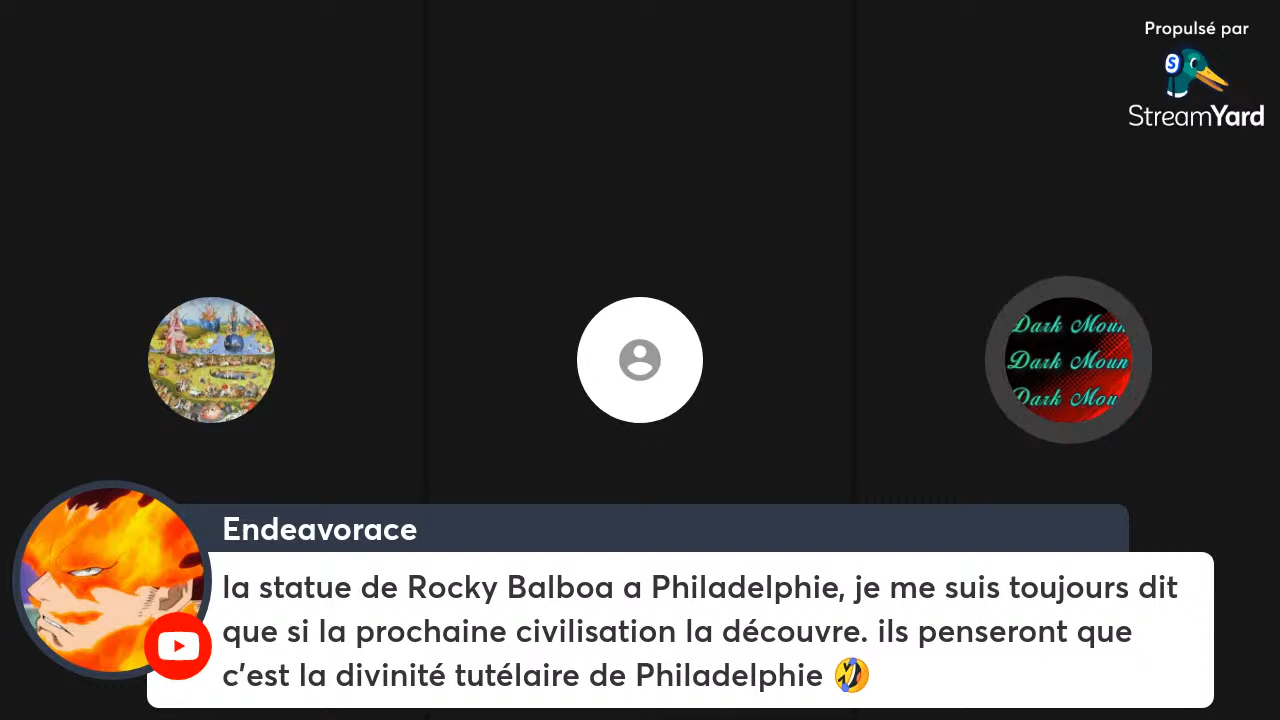 Propulsé par
S
StreamYard
Dark Moun
Dark Moun
Dark Mou
Endeavorace
la statue de Rocky Balboa a Philadelphie, je me suis toujours dit
que si la prochaine civilisation la découvre. ils penseront que
c'est la divinité tutélaire de Philadelphie 🤣